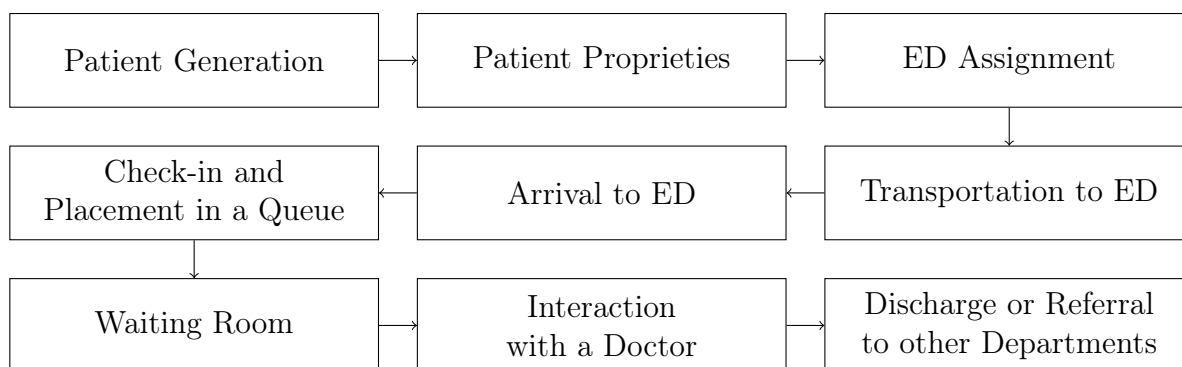 Patient Generation
Patient Proprieties
ED Assignment
Check-in and
Placement in a Queue
Arrival to ED
Transportation to ED
Waiting Room
Interaction
with a Doctor
Discharge or Referral
to other Departments